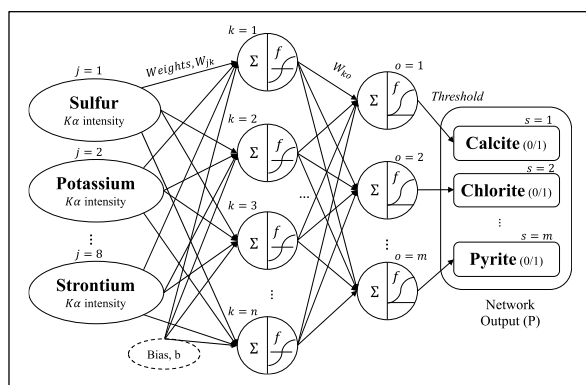 k = 1
j = 1
Weights, W_jk
Σ
f
W_ko
o = 1
Sulfur
Kα intensity
Σ
f
Threshold
s = 1
Calcite (0/1)
j = 2
k = 2
Potassium
Kα intensity
Σ
f
o = 2
Σ
f
s = 2
Chlorite (0/1)
...
k = 3
Σ
f
⋮
⋮
⋮
j = 8
o = m
s = m
Strontium
Kα intensity
Σ
f
Pyrite (0/1)
⋮
k = n
Σ
f
Bias, b
Network
Output (P)